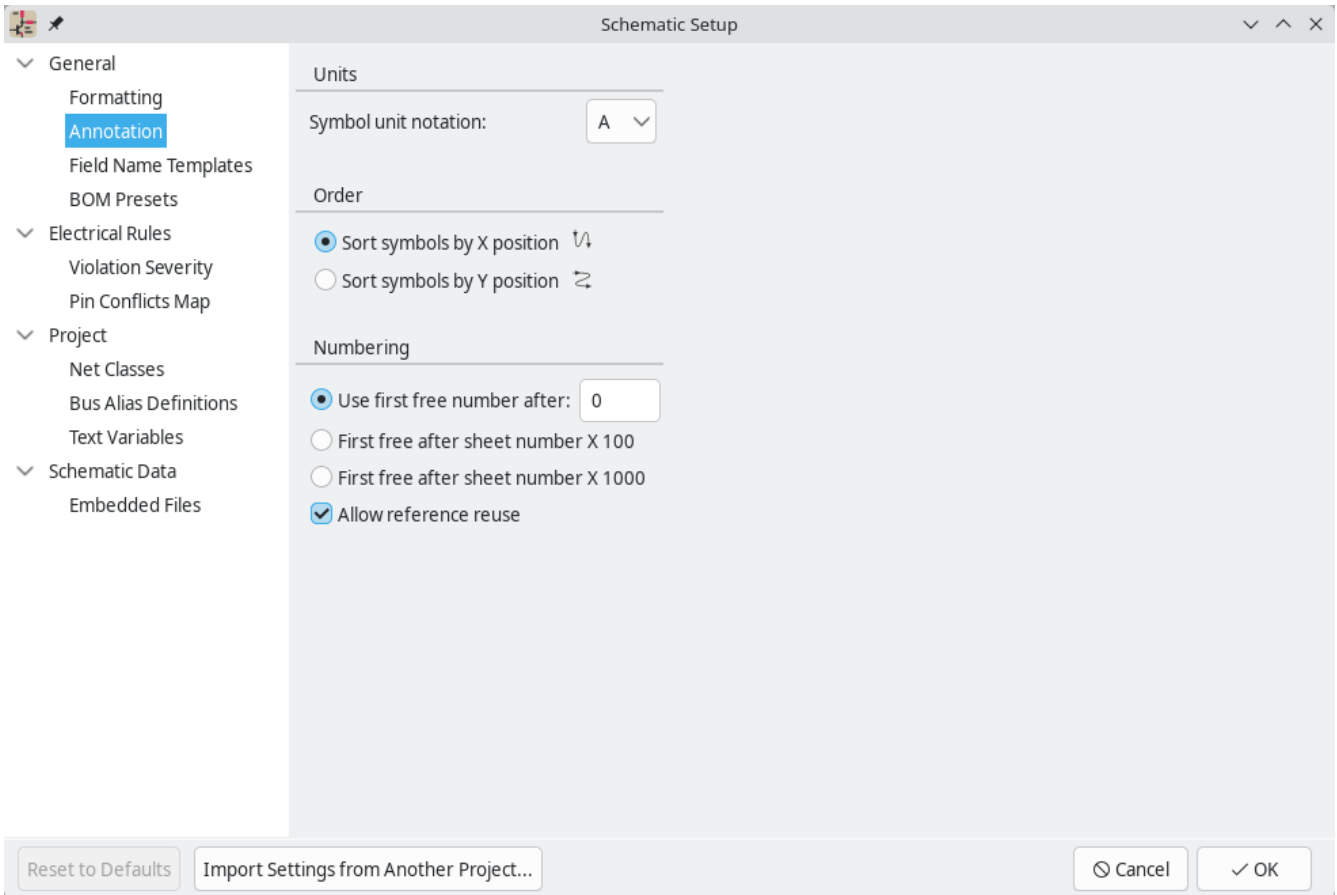 Schematic Setup
General
Formatting
Annotation
Field Name Templates
BOM Presets
Electrical Rules
Violation Severity
Pin Conflicts Map
Project
Net Classes
Bus Alias Definitions
Text Variables
Schematic Data
Embedded Files
Units
Symbol unit notation: A
Order
Sort symbols by X position
Sort symbols by Y position
Numbering
Use first free number after: 0
First free after sheet number X 100
First free after sheet number X 1000
Allow reference reuse
Reset to Defaults
Import Settings from Another Project...
Cancel
OK